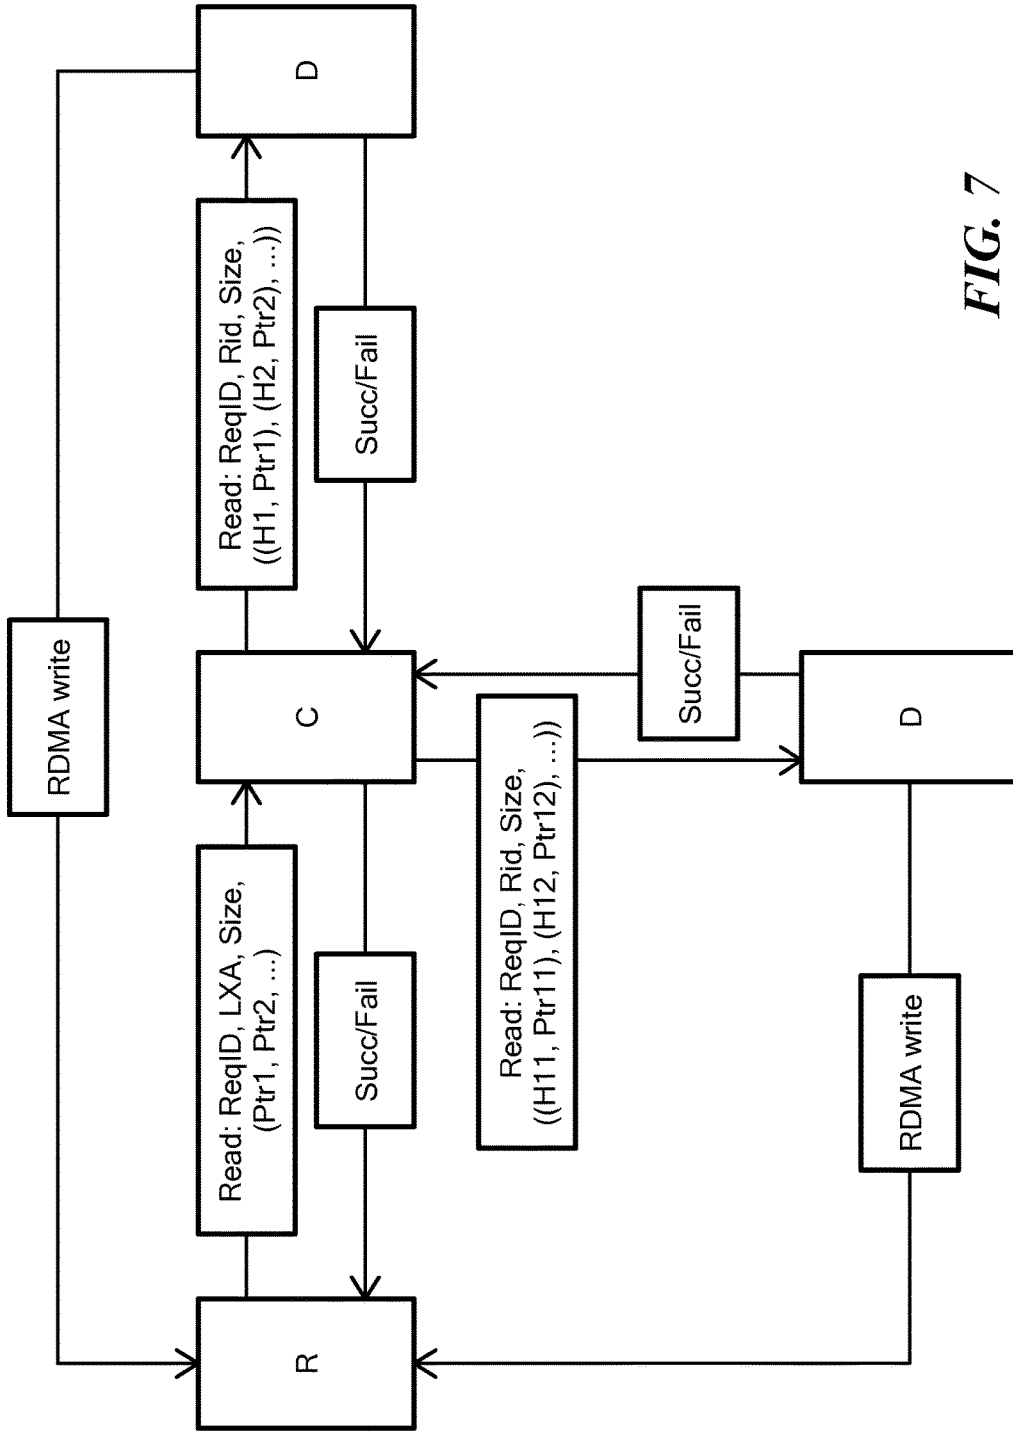 RDMA write
R
Read: ReqID, LXA, Size,
(Ptr1, Ptr2, ...)
Succ/Fail
C
Read: ReqID, Rid, Size,
((H1, Ptr1), (H2, Ptr2), ...))
Succ/Fail
D
Read: ReqID, Rid, Size,
((H11, Ptr11), (H12, Ptr12), ...))
Succ/Fail
RDMA write
D
FIG. 7